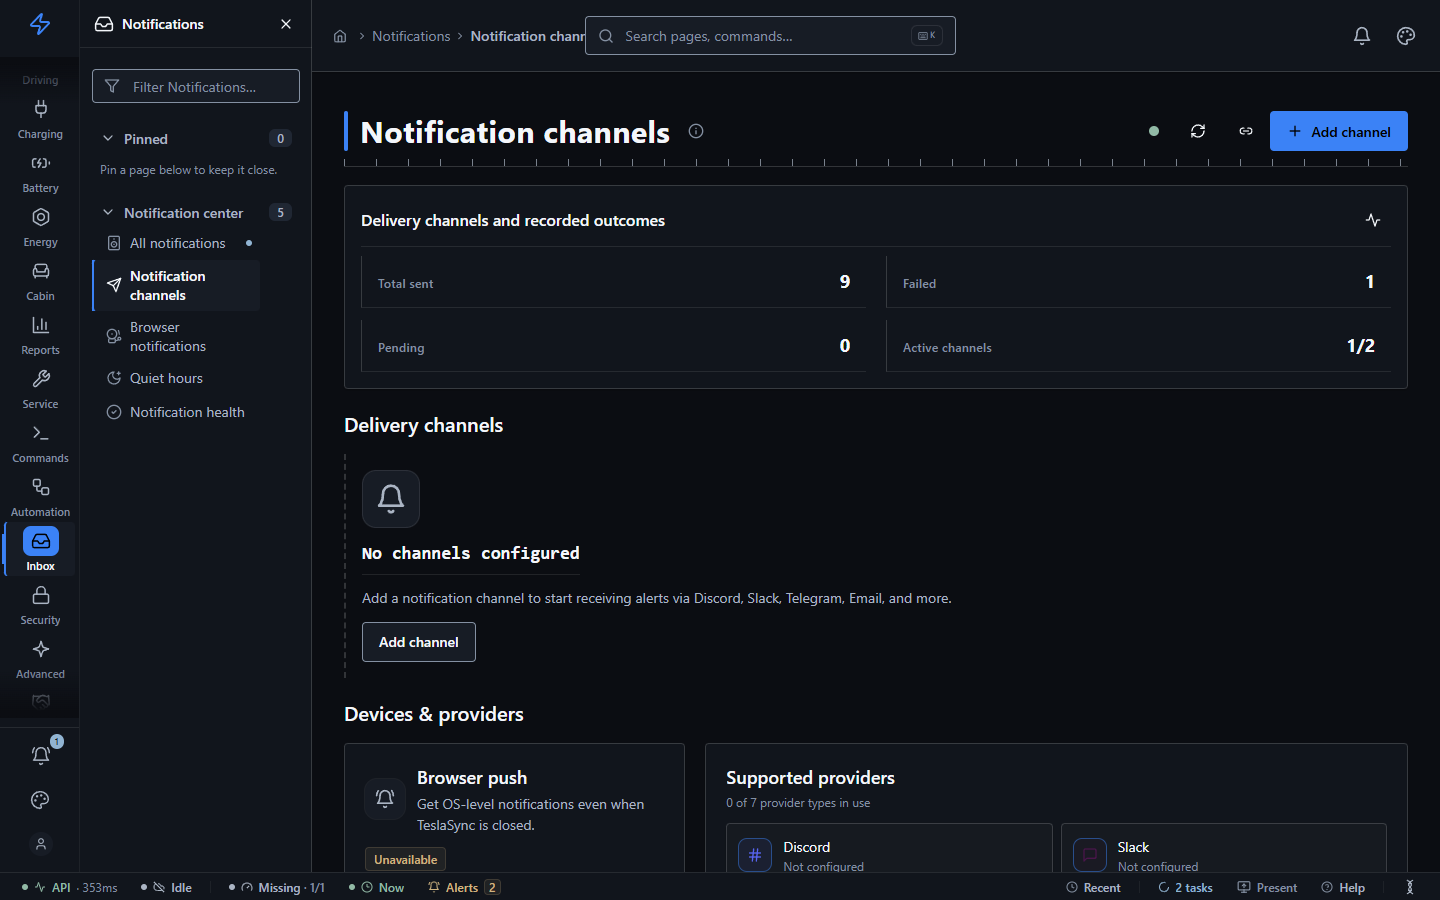 Driving
Charging
Battery
Energy
Cabin
Reports
Service
Commands
Automation
Inbox
Security
Advanced
1
Notifications
Filter Notifications...
Pinned 0
Pin a page below to keep it close.
Notification center 5
All notifications
Notification
channels
Browser
notifications
Quiet hours
Notification health
Notifications
Notification chann
Search pages, commands...
K
Notification channels
Add channel
Delivery channels and recorded outcomes
Total sent 9
Failed 1
Pending 0
Active channels 1/2
Delivery channels
No channels configured
Add a notification channel to start receiving alerts via Discord, Slack, Telegram, Email, and more.
Add channel
Devices & providers
Browser push
Get OS-level notifications even when
TeslaSync is closed.
Unavailable
Supported providers
0 of 7 provider types in use
Discord
Not configured
Slack
Not configured
API · 353ms
Idle
Missing · 1/1
Now
Alerts 2
Recent
2 tasks
Present
Help